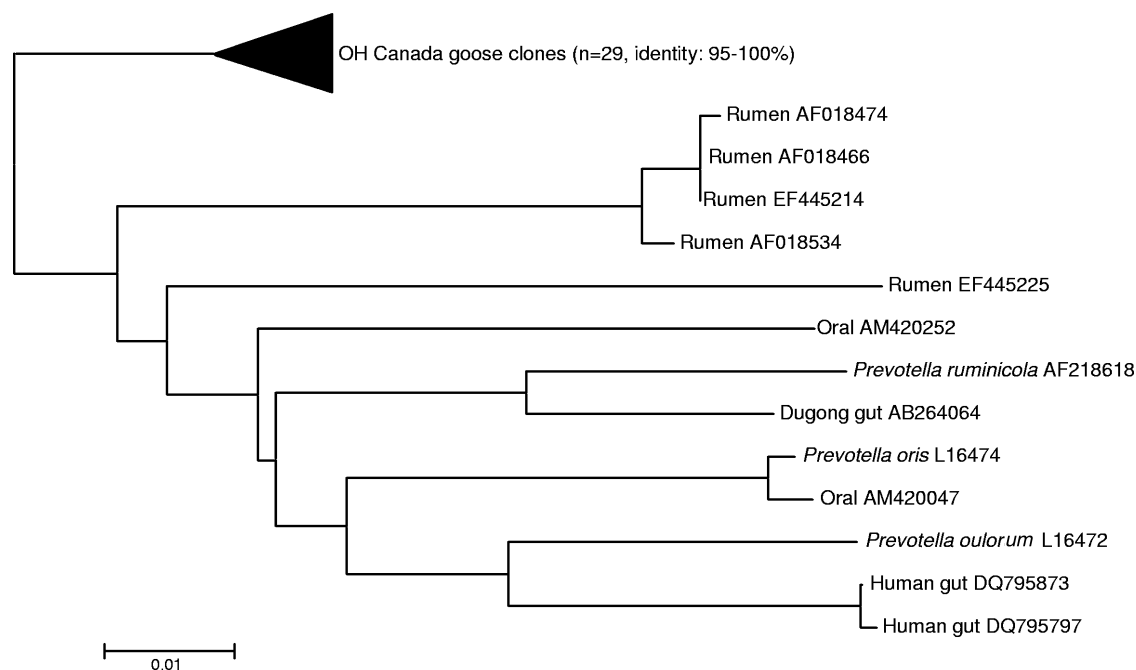 OH Canada goose clones (n=29, identity: 95-100%)
Rumen AF018474
Rumen AF018466
Rumen EF445214
Rumen AF018534
Rumen EF445225
Oral AM420252
Prevotella ruminicola AF218618
Dugong gut AB264064
Prevotella oris L16474
Oral AM420047
Prevotella oulorum L16472
Human gut DQ795873
Human gut DQ795797
0.01